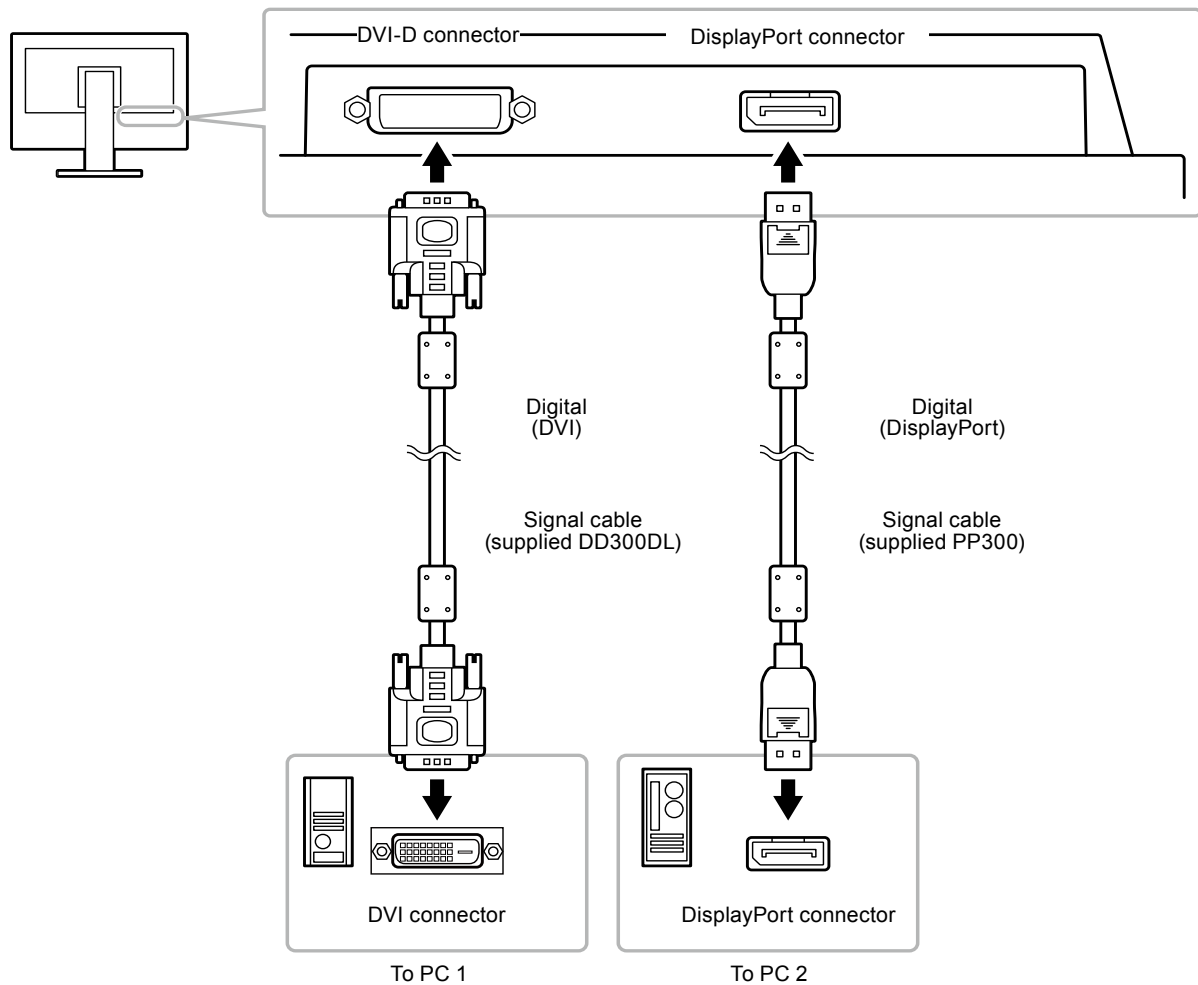 DVI-D connector
DisplayPort connector
Digital
(DVI)
Digital
(DisplayPort)
Signal cable
(supplied DD300DL)
Signal cable
(supplied PP300)
DVI connector
DisplayPort connector
To PC 1
To PC 2